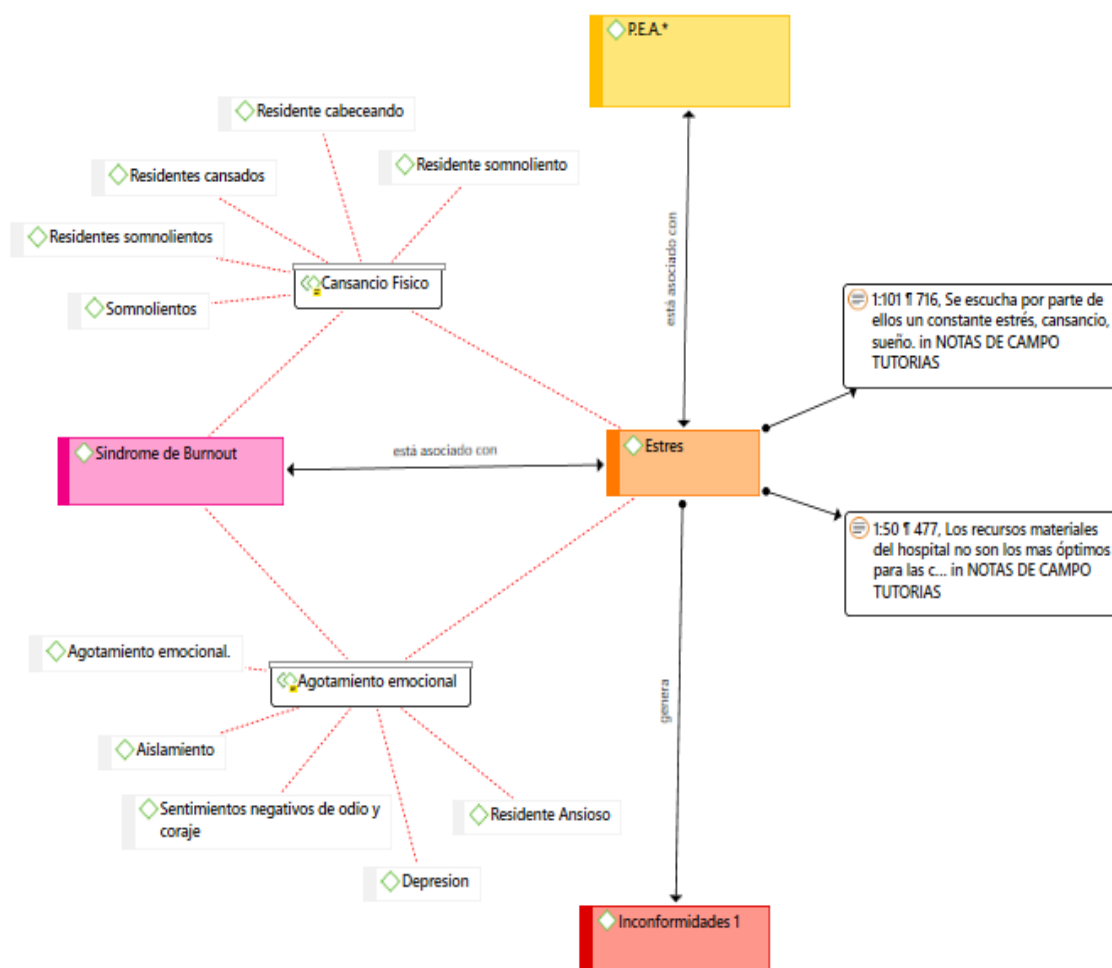 P.E.A.*
Residente cabeceando
Residentes cansados
Residente somnoliento
Residentes somnolientos
Cansancio Fisico
Somnolientos
está asociado con
1:101 ¶ 716, Se escucha por parte de
ellos un constante estrés, cansancio,
sueño. in NOTAS DE CAMPO
TUTORIAS
Sindrome de Burnout
está asociado con
Estres
1:50 ¶ 477, Los recursos materiales
del hospital no son los mas óptimos
para las c... in NOTAS DE CAMPO
TUTORIAS
Agotamiento emocional.
Agotamiento emocional
genera
Aislamiento
Sentimientos negativos de odio y
coraje
Residente Ansioso
Depresion
Inconformidades 1